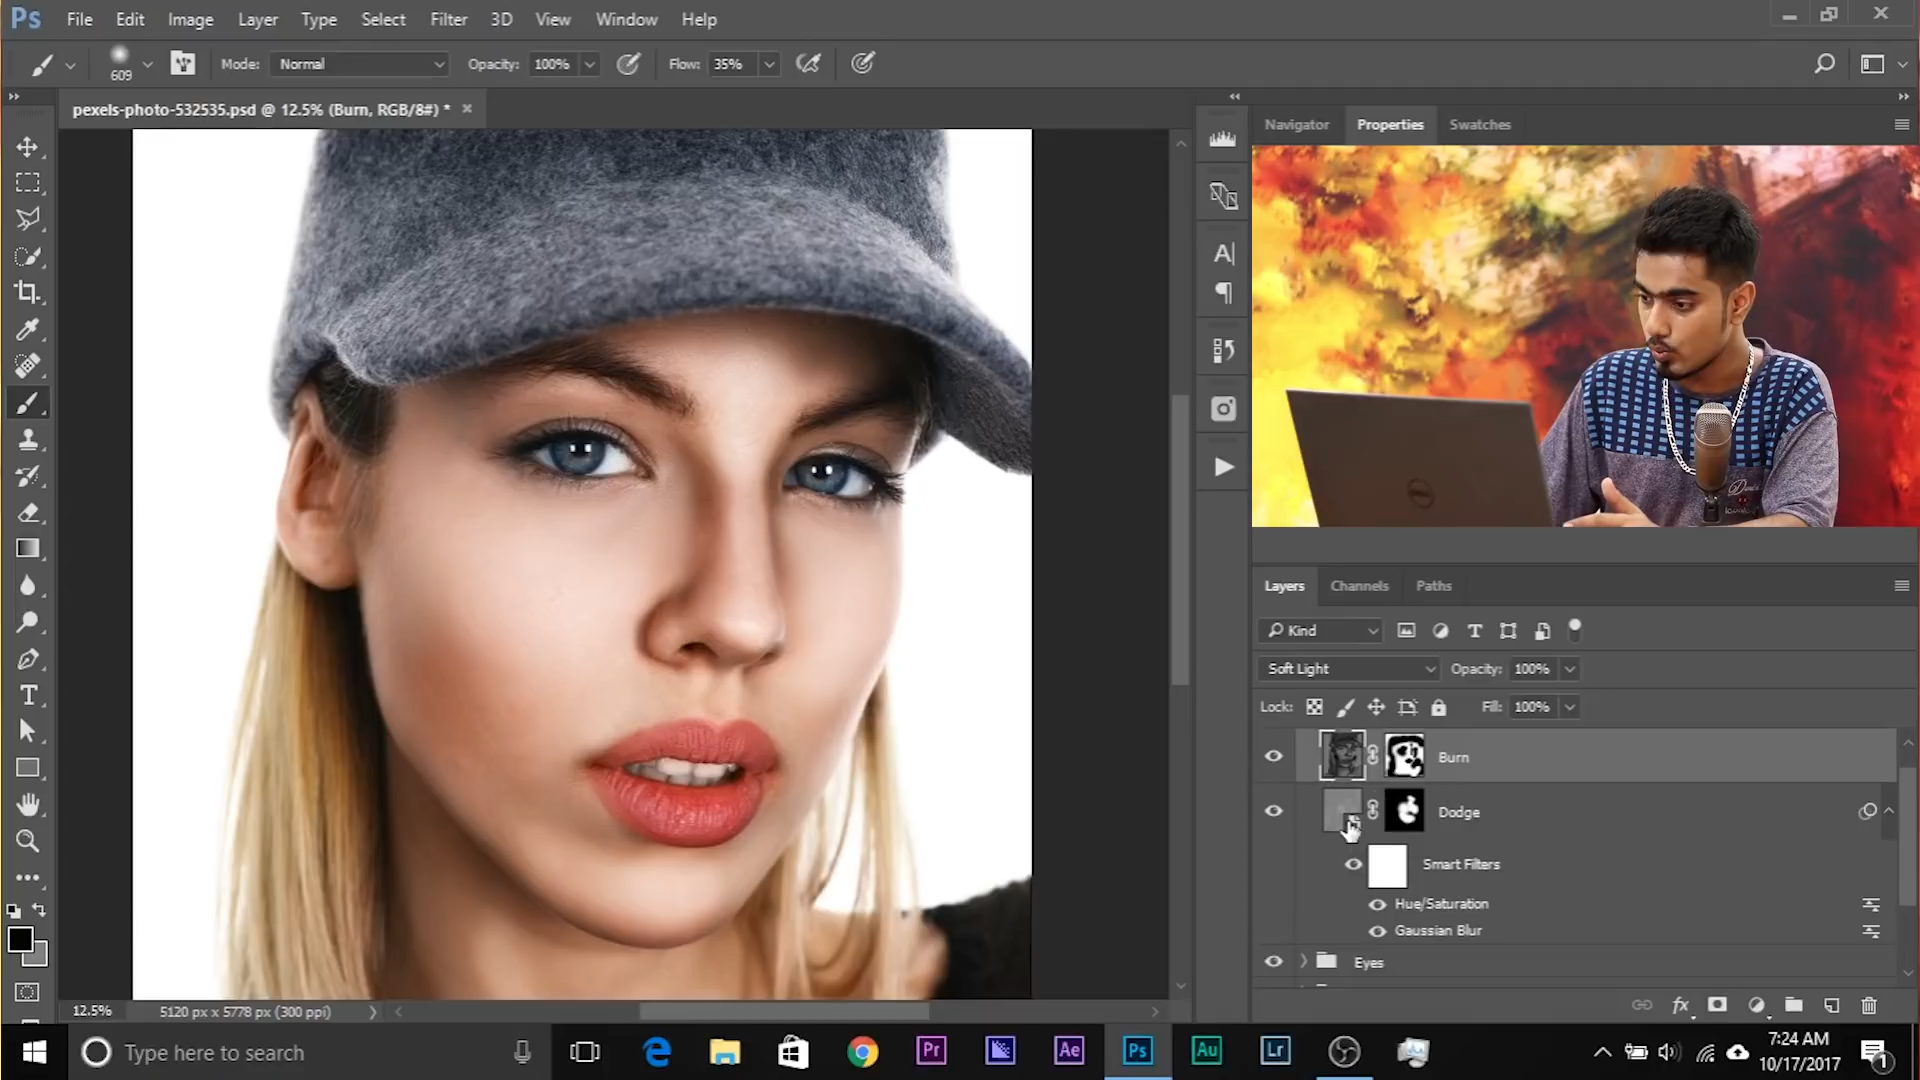 Ps File Edit Image Layer Type Select Filter 3D View Window Help
609 Mode: Normal Opacity: 100% Flow: 35%
pexels-photo-532535.psd @ 12.5% (Burn, RGB/8#) *
Navigator Properties Swatches
Layers Channels Paths
Kind
Soft Light Opacity: 100%
Lock: Fill: 100%
Burn
Dodge
Smart Filters
Hue/Saturation
Gaussian Blur
Eyes
fx
12.5% 5120 px x 5778 px (300 ppi)
Type here to search
Pr Ae Ps Au Lr
7:24 AM
10/17/2017
1